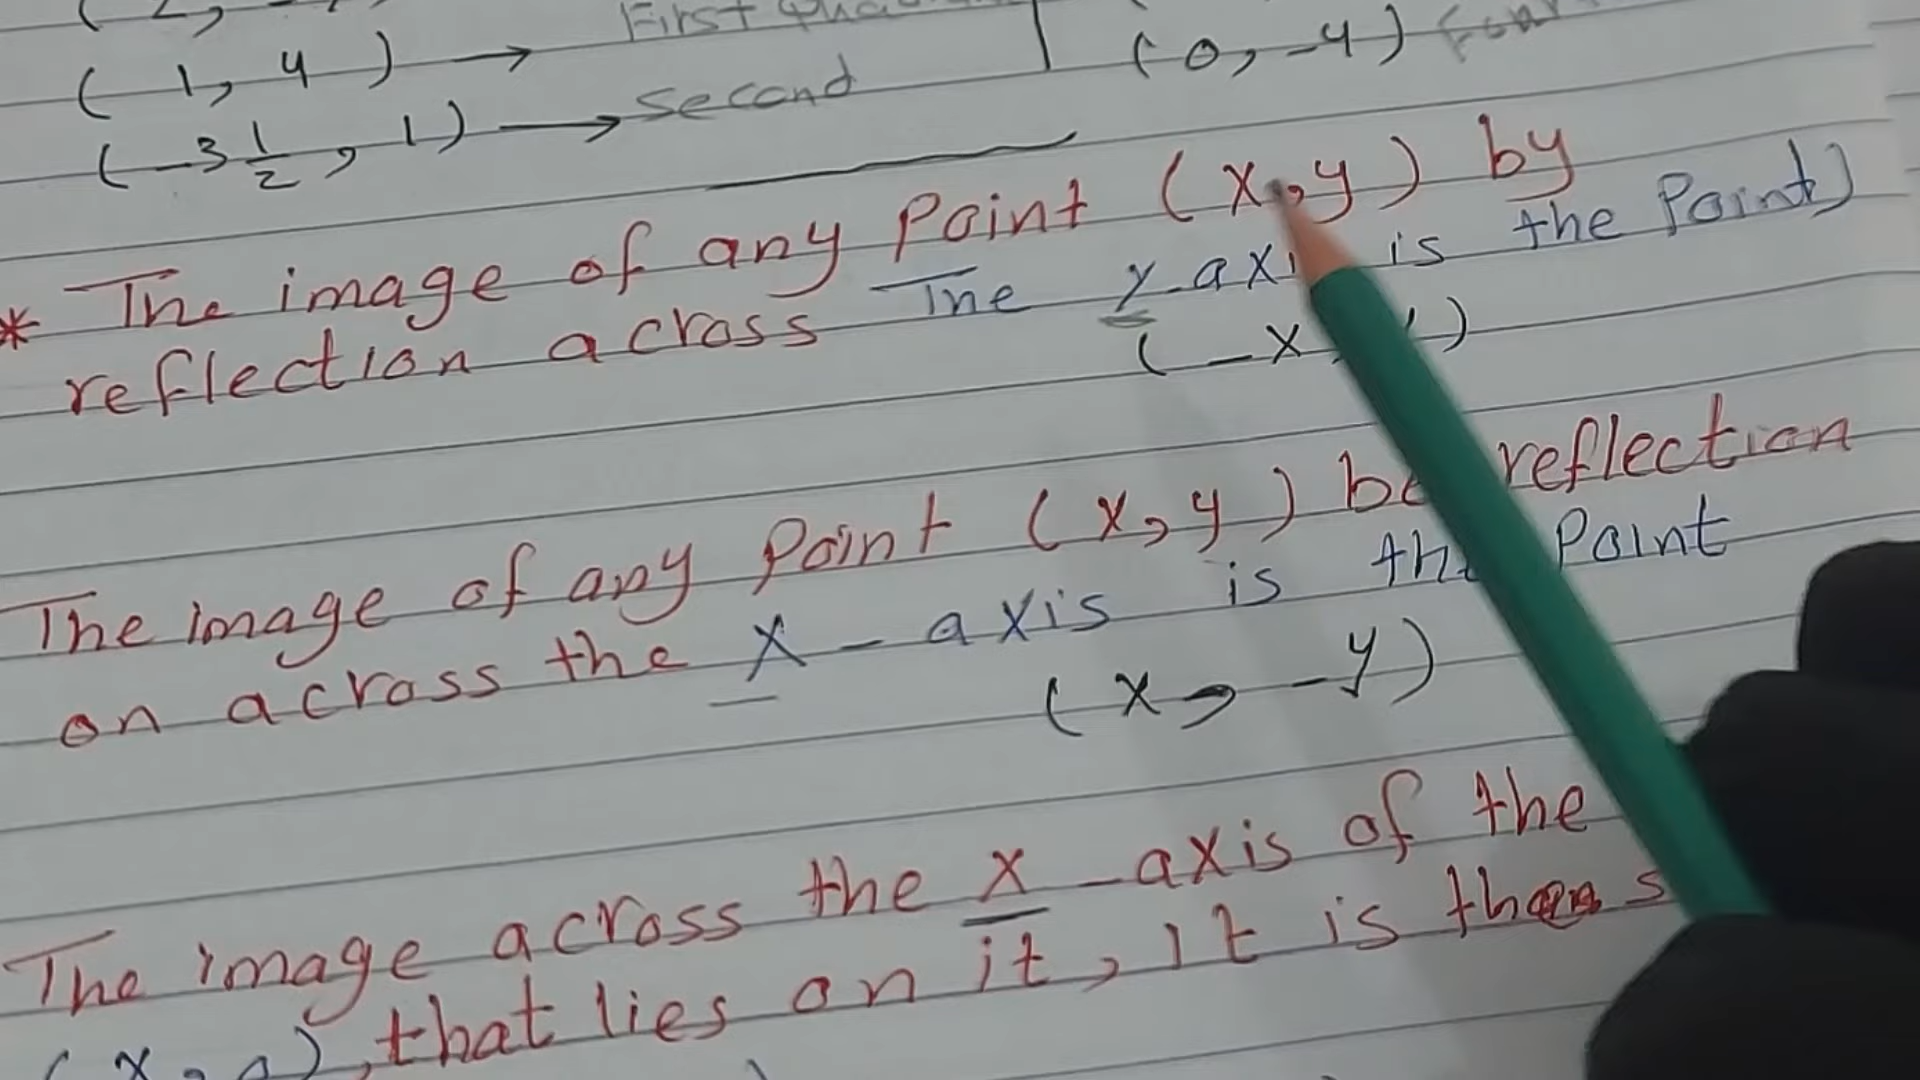 First
( 1, 4 ) → (0, -4)
(-3 1/2, 1) → second
* The image of any Point (x,y) by
reflection across The y axis is the Point)
(-x, )
The image of any Point (x,y) be reflection
on across the x - axis is the Point
(x, -y)
The image across the x - axis of the
(x, 0), that lies on it, it is